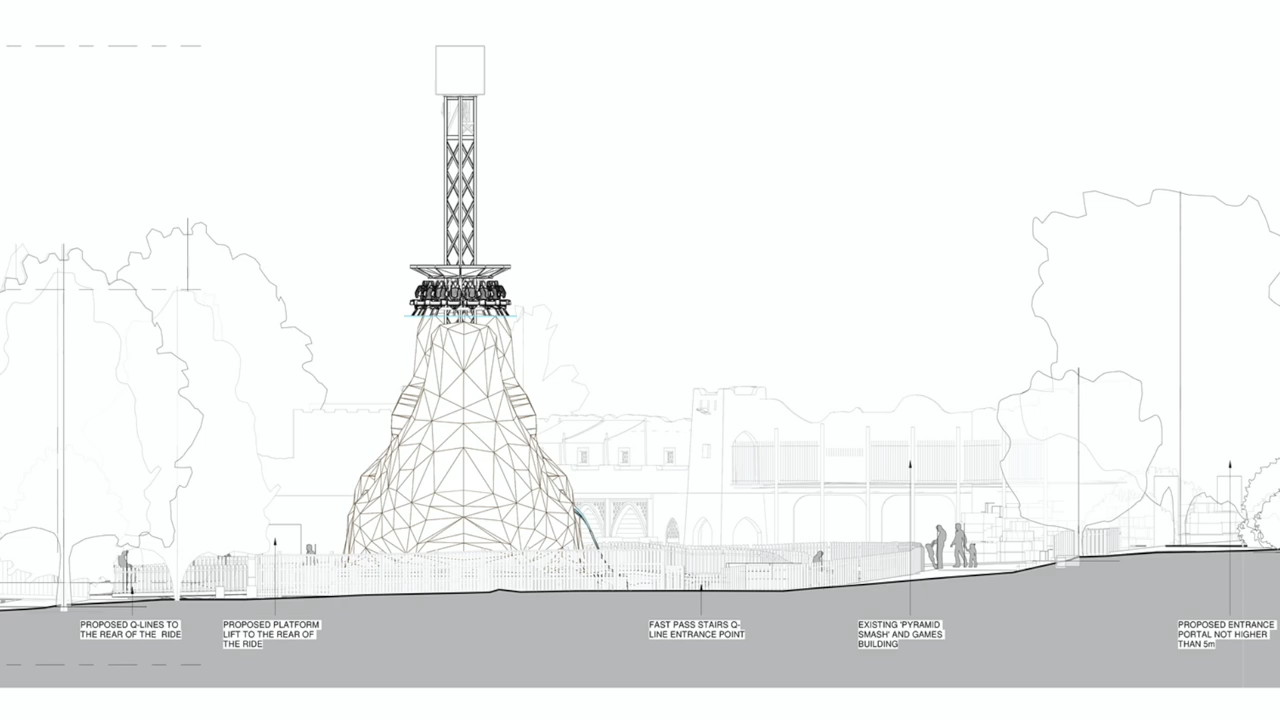 PROPOSED Q-LINES TO
THE REAR OF THE RIDE
PROPOSED PLATFORM
LIFT TO THE REAR OF
THE RIDE
FAST PASS STAIRS Q-
LINE ENTRANCE POINT
EXISTING 'PYRAMID
SMASH' AND GAMES
BUILDING
PROPOSED ENTRANCE
PORTAL NOT HIGHER
THAN 5m